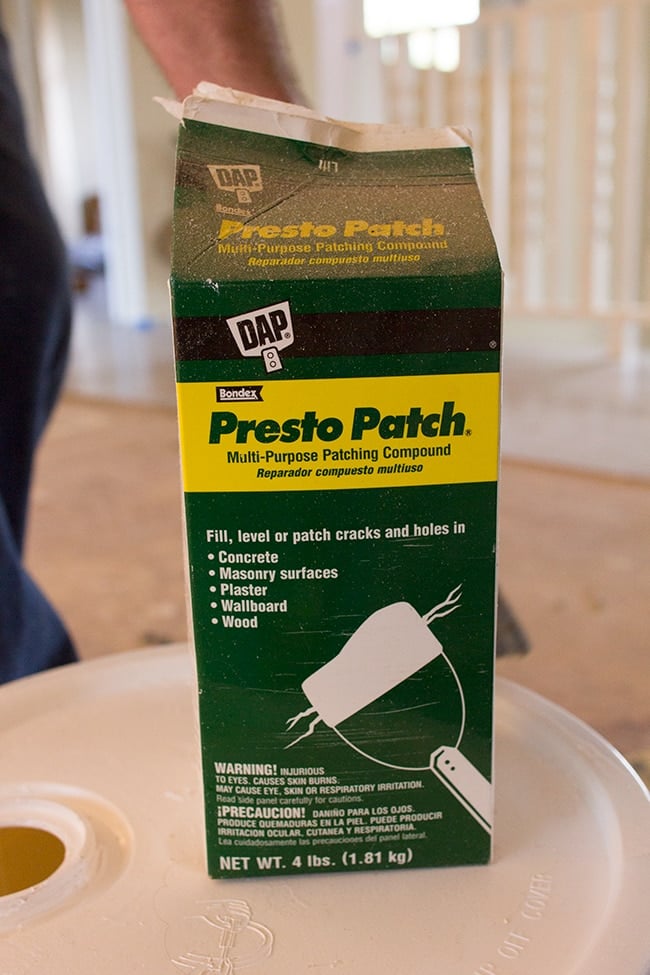 Fill
DAP
Bondex
Presto Patch
Multi-Purpose Patching Compound
Reparador compuesto multiuso
DAP®
®
Bondex
Presto Patch®
Multi-Purpose Patching Compound
Reparador compuesto multiuso
Fill, level or patch cracks and holes in
• Concrete
• Masonry surfaces
• Plaster
• Wallboard
• Wood
WARNING! INJURIOUS
TO EYES. CAUSES SKIN BURNS.
MAY CAUSE EYE, SKIN OR RESPIRATORY IRRITATION.
Read side panel carefully for cautions.
¡PRECAUCION! DANIÑO PARA LOS OJOS.
PRODUCE QUEMADURAS EN LA PIEL. PUEDE PRODUCIR
IRRITACION OCULAR, CUTANEA Y RESPIRATORIA.
Lea cuidadosamente las precauciones del panel lateral.
NET WT. 4 lbs. (1.81 kg)
OFF COVER